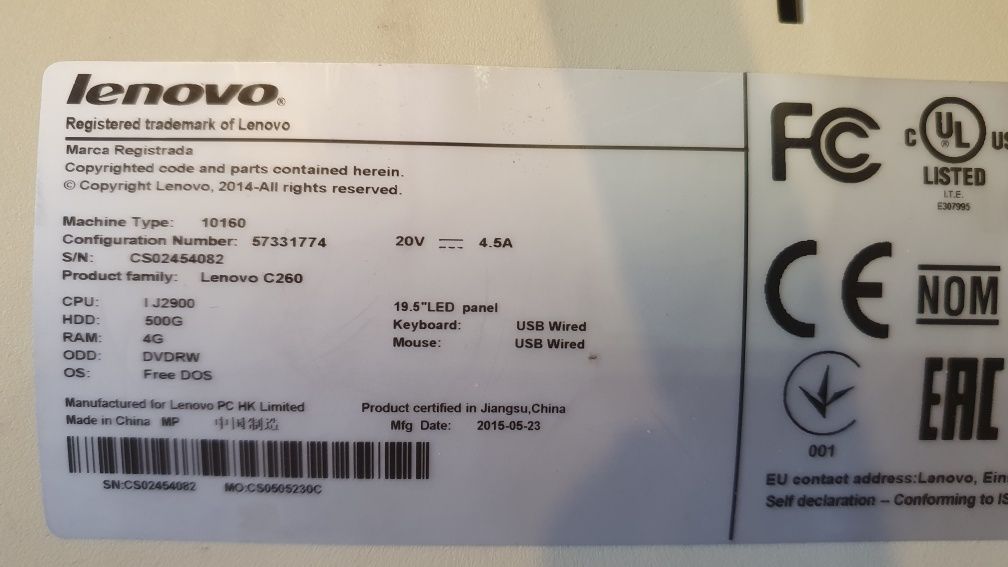 lenovo®
Registered trademark of Lenovo
Marca Registrada
Copyrighted code and parts contained herein.
© Copyright Lenovo, 2014-All rights reserved.
Machine Type: 10160
Configuration Number: 57331774 20V 4.5A
S/N: CS02454082
Product family: Lenovo C260
CPU: I J2900
HDD: 500G
RAM: 4G
ODD: DVDRW
OS: Free DOS
19.5"LED panel
Keyboard: USB Wired
Mouse: USB Wired
Manufactured for Lenovo PC HK Limited
Made in China MP 中国制造
Product certified in Jiangsu,China
Mfg Date: 2015-05-23
SN:CS02454082 MO:CS0505230C
FC
C UL® US
LISTED
I.T.E.
E307995
CE
NOM
001
EAC
EU contact address:Lenovo, Ein
Self declaration – Conforming to IS